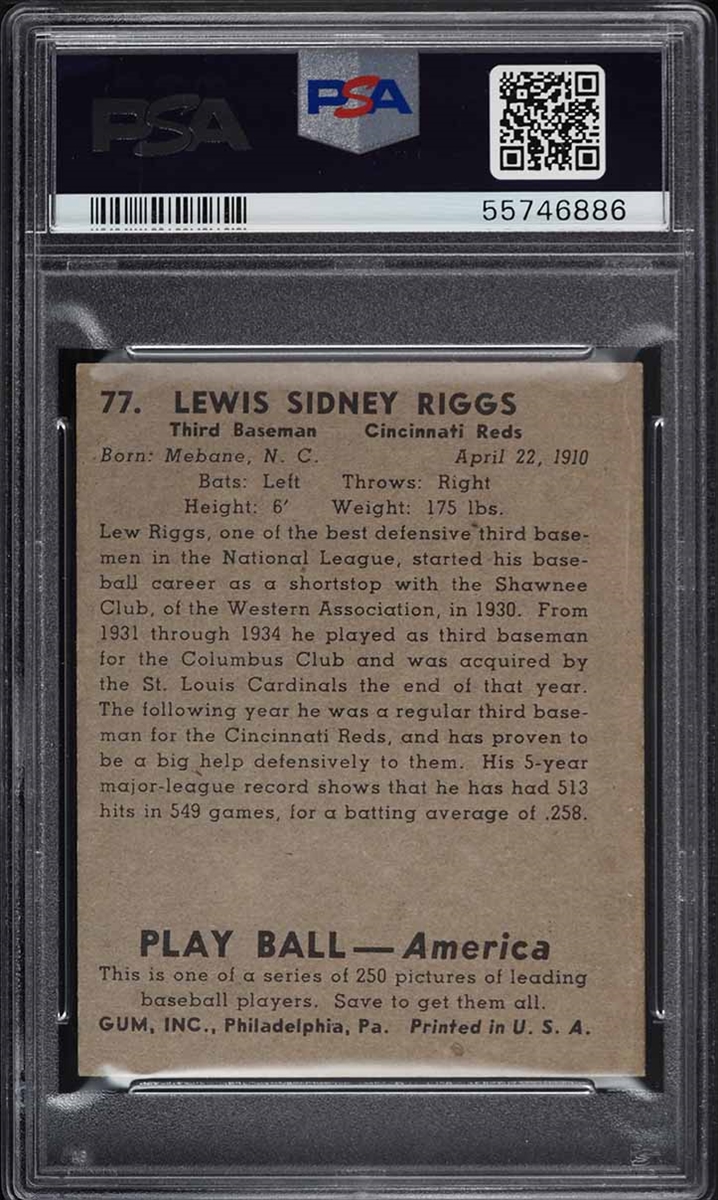 PSA PSA
55746886
77. LEWIS SIDNEY RIGGS
Third Baseman Cincinnati Reds
Born: Mebane, N. C. April 22, 1910
Bats: Left Throws: Right
Height: 6′ Weight: 175 lbs.
Lew Riggs, one of the best defensive third base-
men in the National League, started his base-
ball career as a shortstop with the Shawnee
Club, of the Western Association, in 1930. From
1931 through 1934 he played as third baseman
for the Columbus Club and was acquired by
the St. Louis Cardinals the end of that year.
The following year he was a regular third base-
man for the Cincinnati Reds, and has proven to
be a big help defensively to them. His 5-year
major-league record shows that he has had 513
hits in 549 games, for a batting average of .258.
PLAY BALL — America
This is one of a series of 250 pictures of leading
baseball players. Save to get them all.
GUM, INC., Philadelphia, Pa. Printed in U. S. A.